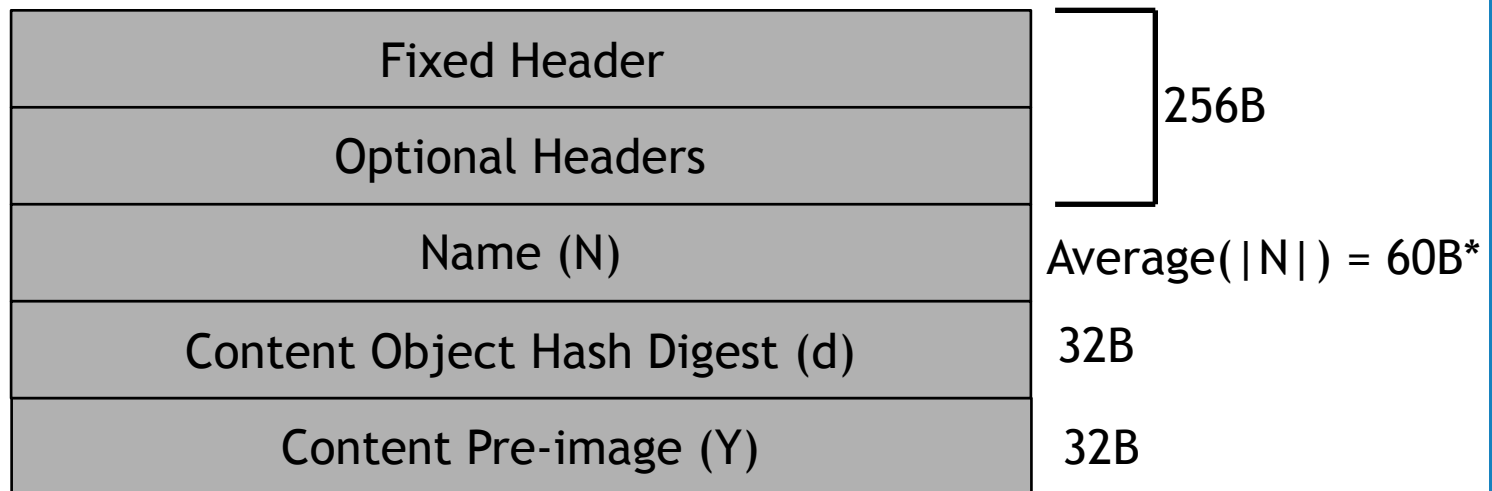 Fixed Header
256B
Optional Headers
Name (N)
Average(|N|) = 60B*
Content Object Hash Digest (d)
32B
Content Pre-image (Y)
32B